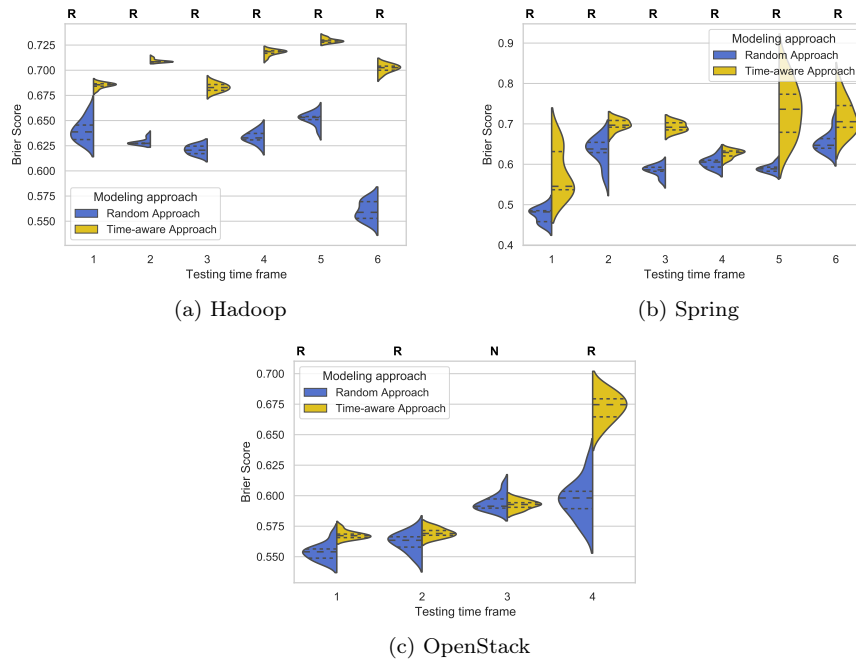 R R R R R R
0.725
0.700
0.675
0.650
0.625
0.600
0.575
0.550
Brier Score
Modeling approach
Random Approach
Time-aware Approach
1 2 3 4 5 6
Testing time frame
(a) Hadoop
R R R R R R
0.9
0.8
0.7
0.6
0.5
0.4
Brier Score
Modeling approach
Random Approach
Time-aware Approach
1 2 3 4 5 6
Testing time frame
(b) Spring
R R N R
0.700
0.675
0.650
0.625
0.600
0.575
0.550
Brier Score
Modeling approach
Random Approach
Time-aware Approach
1 2 3 4
Testing time frame
(c) OpenStack